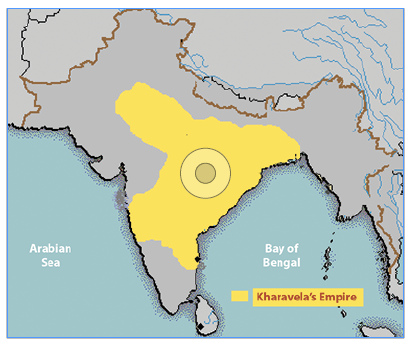 Arabian
Sea
Bay of
Bengal
Kharavela's Empire